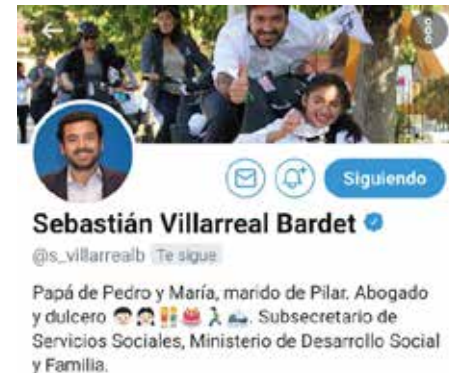 Siguiendo
Sebastián Villarreal Bardet
@s_villarrealb Te sigue
Papá de Pedro y María, marido de Pilar. Abogado
y dulcero 👦🏻👧🏻👫🎂🚶👟. Subsecretario de
Servicios Sociales, Ministerio de Desarrollo Social
y Familia.